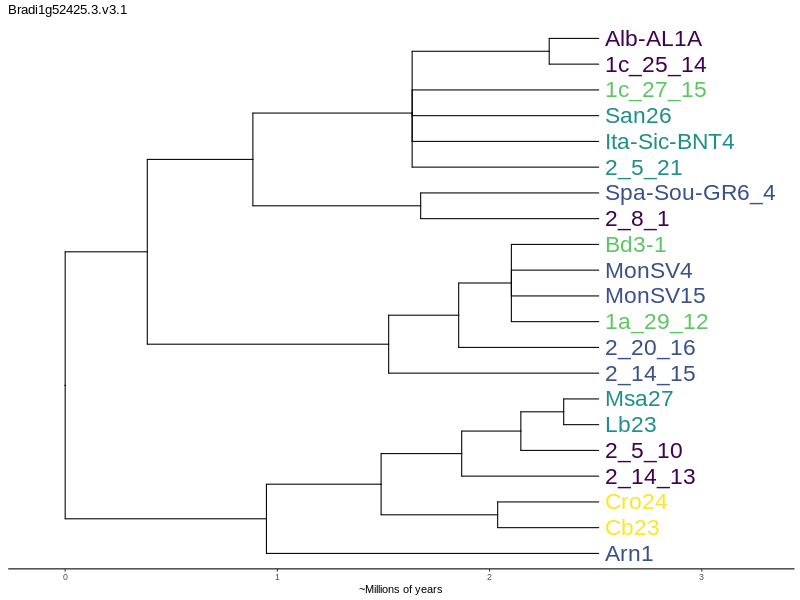 Bradi1g52425.3.v3.1
Alb-AL1A
1c_25_14
1c_27_15
San26
Ita-Sic-BNT4
2_5_21
Spa-Sou-GR6_4
2_8_1
Bd3-1
MonSV4
MonSV15
1a_29_12
2_20_16
2_14_15
Msa27
Lb23
2_5_10
2_14_13
Cro24
Cb23
Arn1
0 1 2 3
~Millions of years